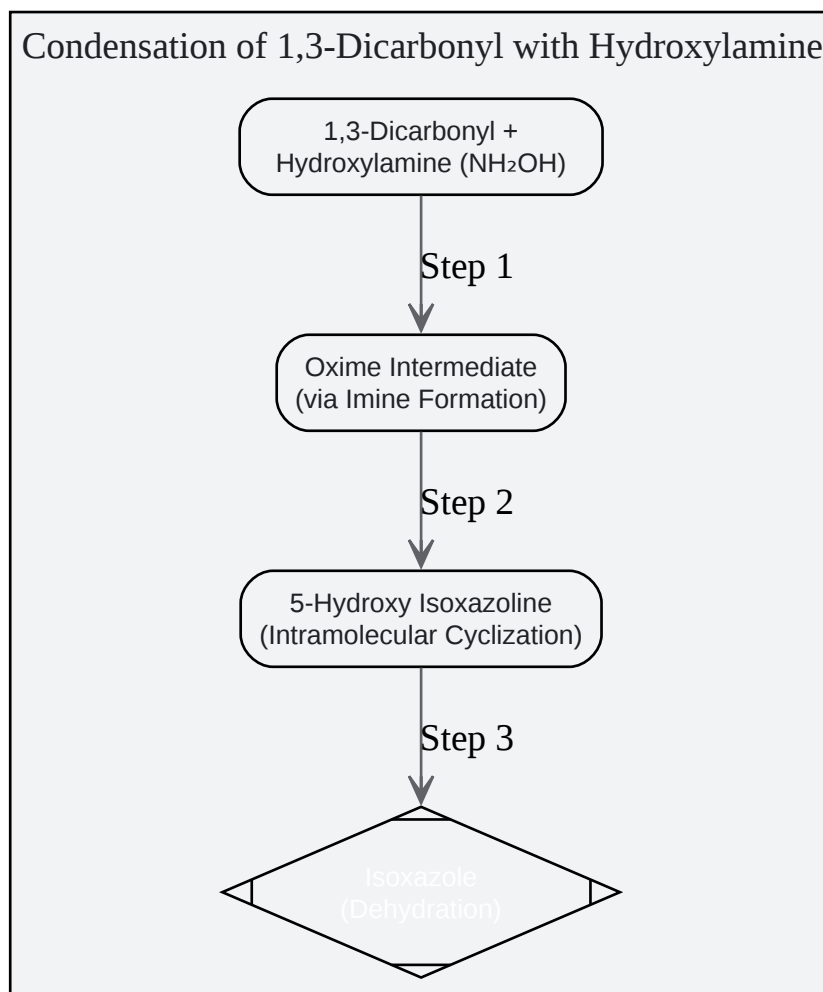 Condensation of 1,3-Dicarbonyl with Hydroxylamine
1,3-Dicarbonyl +
Hydroxylamine (NH₂OH)
Step 1
Oxime Intermediate
(via Imine Formation)
Step 2
5-Hydroxy Isoxazoline
(Intramolecular Cyclization)
Step 3
Isoxazole
(Dehydration)